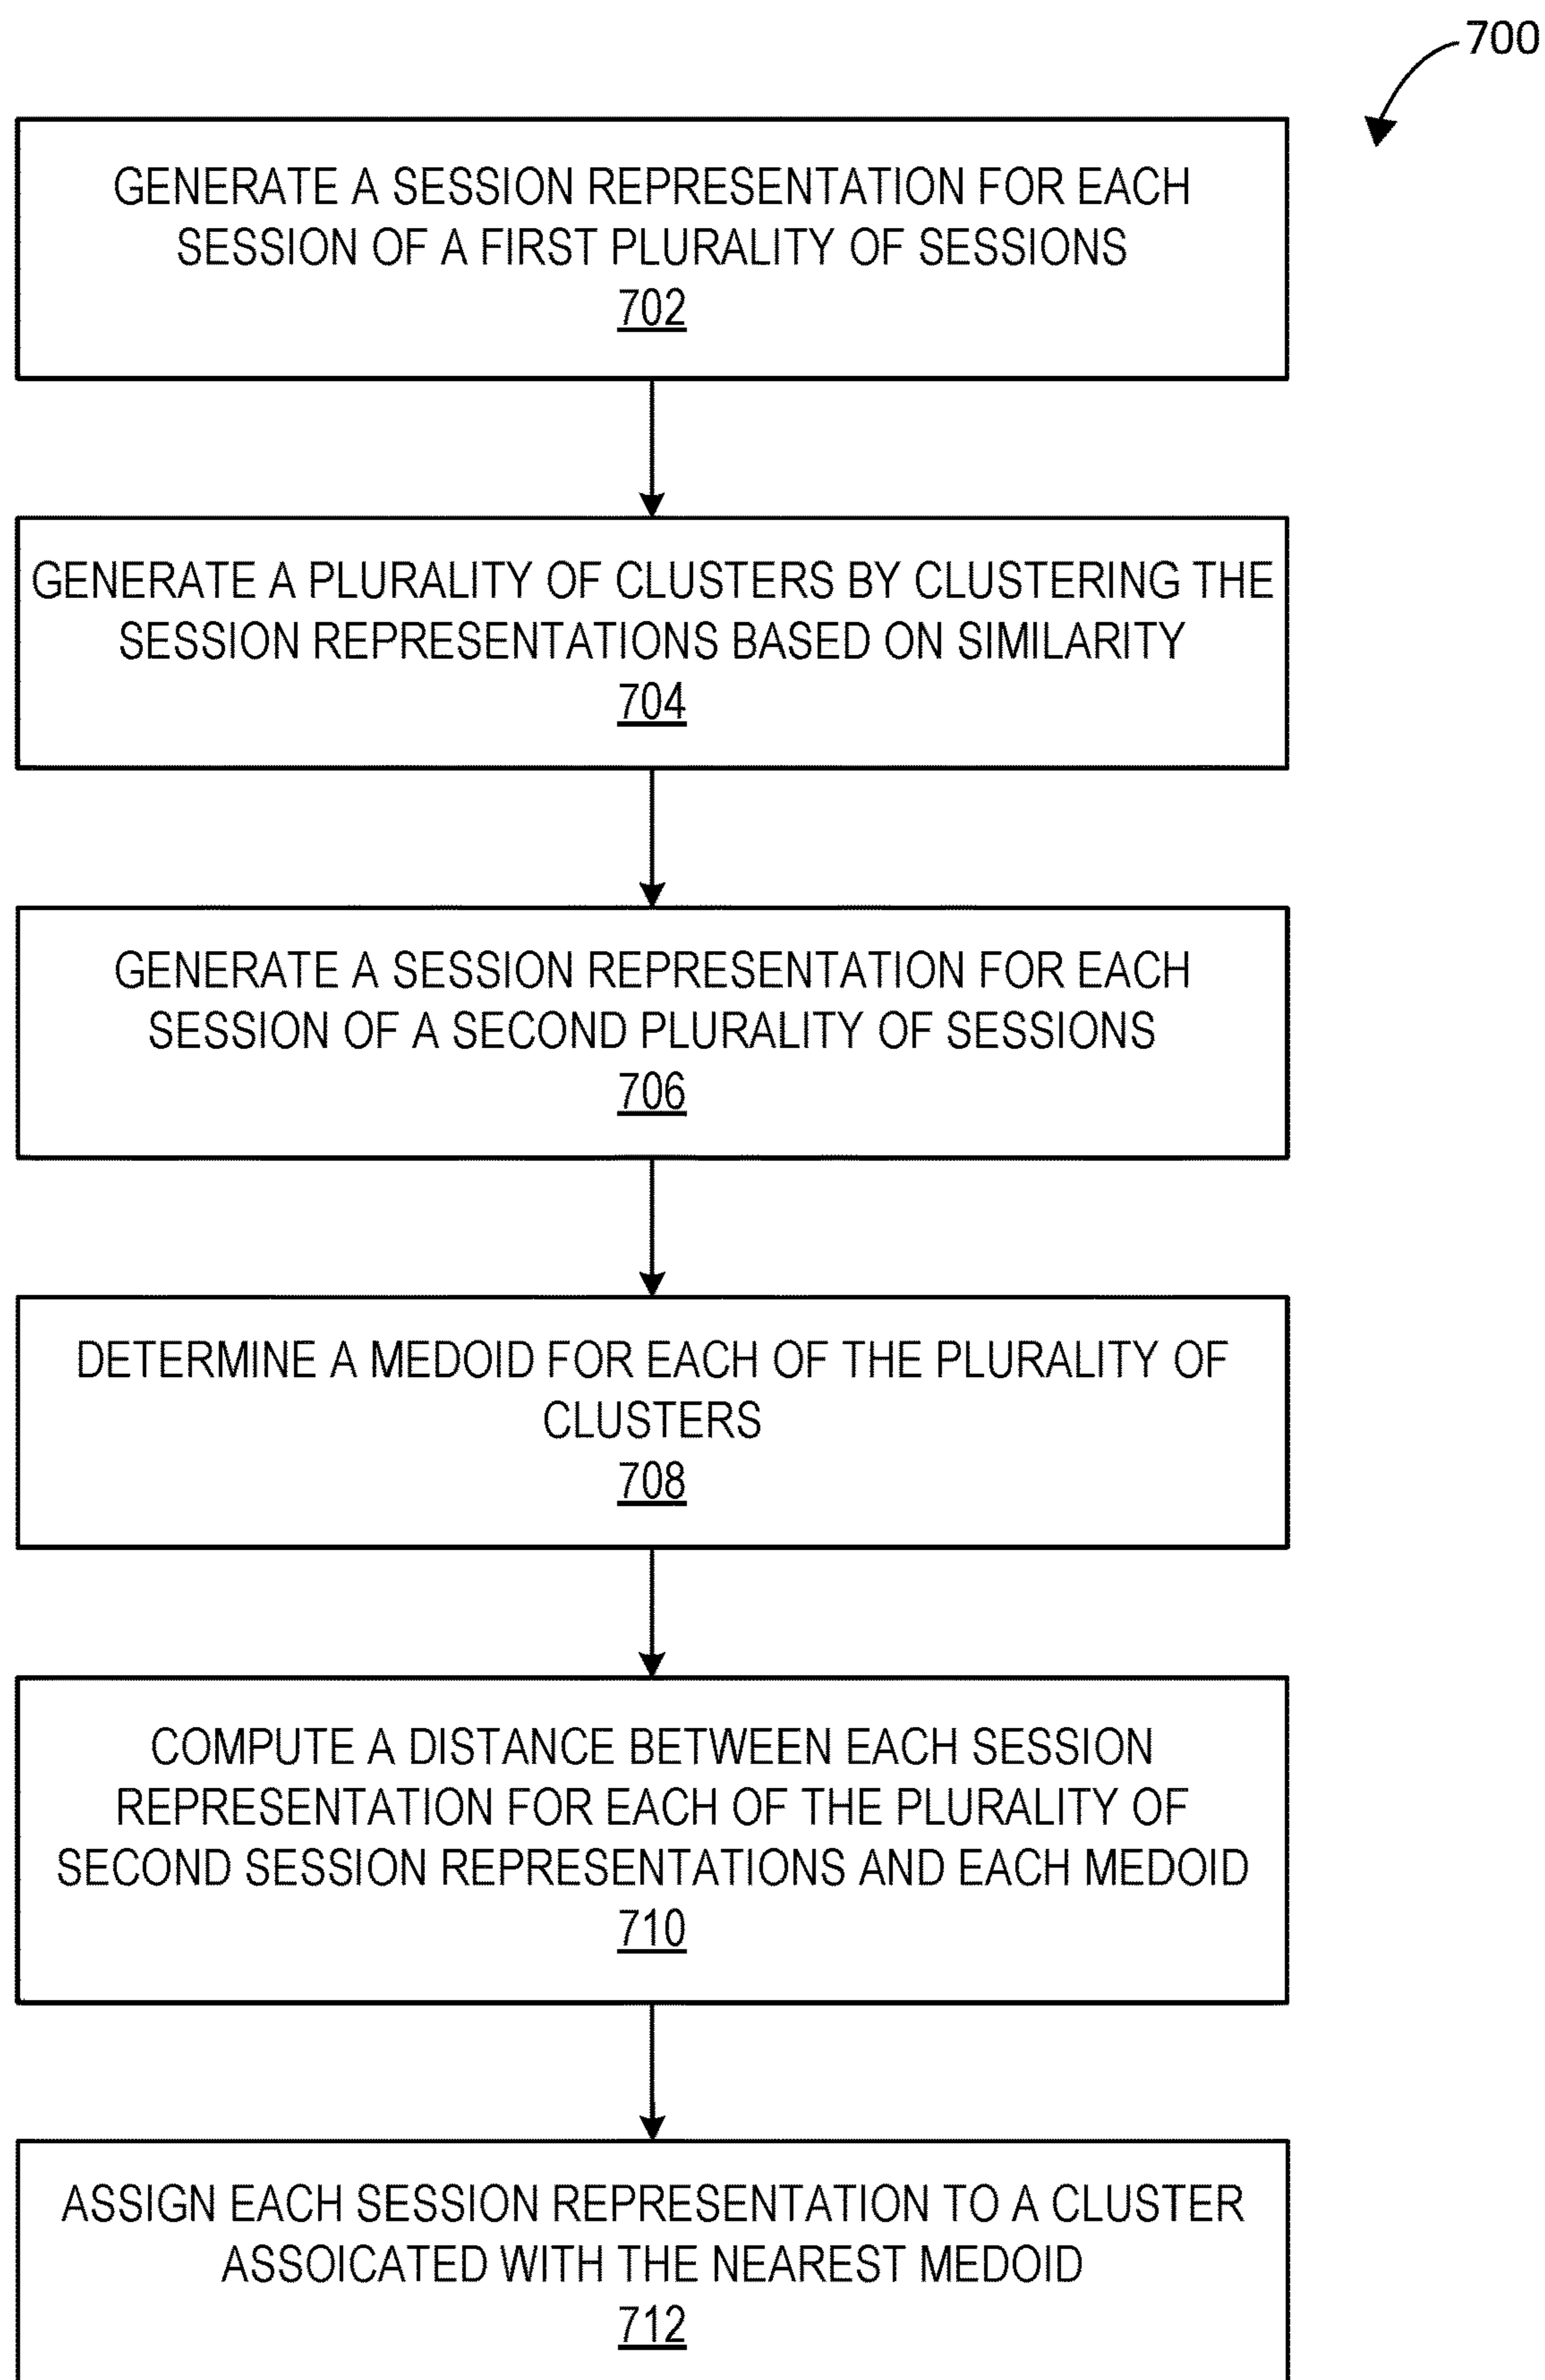 700
GENERATE A SESSION REPRESENTATION FOR EACH
SESSION OF A FIRST PLURALITY OF SESSIONS
702
GENERATE A PLURALITY OF CLUSTERS BY CLUSTERING THE
SESSION REPRESENTATIONS BASED ON SIMILARITY
704
GENERATE A SESSION REPRESENTATION FOR EACH
SESSION OF A SECOND PLURALITY OF SESSIONS
706
DETERMINE A MEDOID FOR EACH OF THE PLURALITY OF
CLUSTERS
708
COMPUTE A DISTANCE BETWEEN EACH SESSION
REPRESENTATION FOR EACH OF THE PLURALITY OF
SECOND SESSION REPRESENTATIONS AND EACH MEDOID
710
ASSIGN EACH SESSION REPRESENTATION TO A CLUSTER
ASSOICATED WITH THE NEAREST MEDOID
712